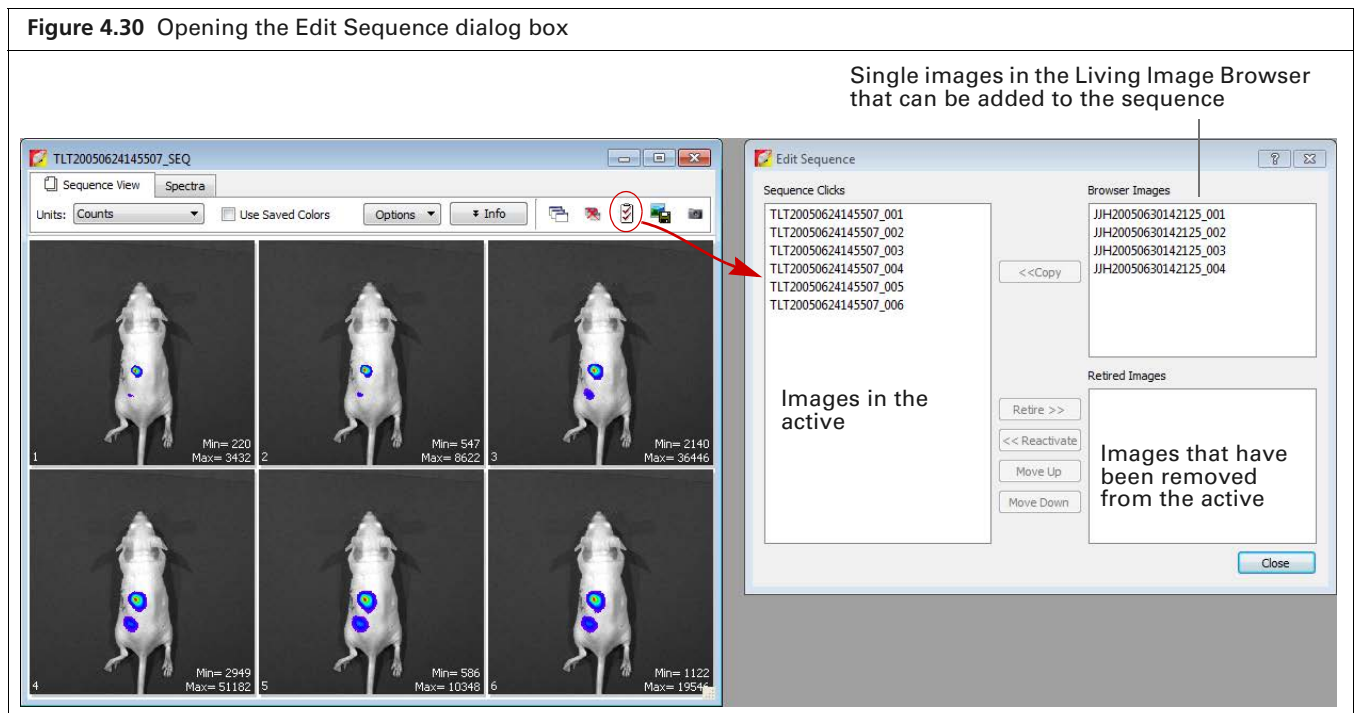 Figure 4.30 Opening the Edit Sequence dialog box
Single images in the Living Image Browser
that can be added to the sequence
TLT20050624145507_SEQ
Sequence View Spectra
Units: Counts Use Saved Colors Options Info
1 Min= 220
Max= 3432
2 Min= 547
Max= 8622
3 Min= 2140
Max= 36446
4 Min= 2949
Max= 51182
5 Min= 586
Max= 10348
6 Min= 1122
Max= 19546
Edit Sequence
Sequence Clicks
TLT20050624145507_001
TLT20050624145507_002
TLT20050624145507_003
TLT20050624145507_004
TLT20050624145507_005
TLT20050624145507_006
Images in the
active
<<Copy
Retire >>
<< Reactivate
Move Up
Move Down
Browser Images
JJH20050630142125_001
JJH20050630142125_002
JJH20050630142125_003
JJH20050630142125_004
Retired Images
Images that have
been removed
from the active
Close